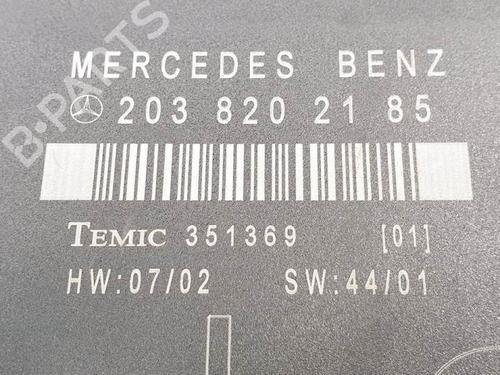 MERCEDES BENZ
203 820 21 85
TEMIC 351369 [01]
HW:07/02 SW:44/01
B-PARTS